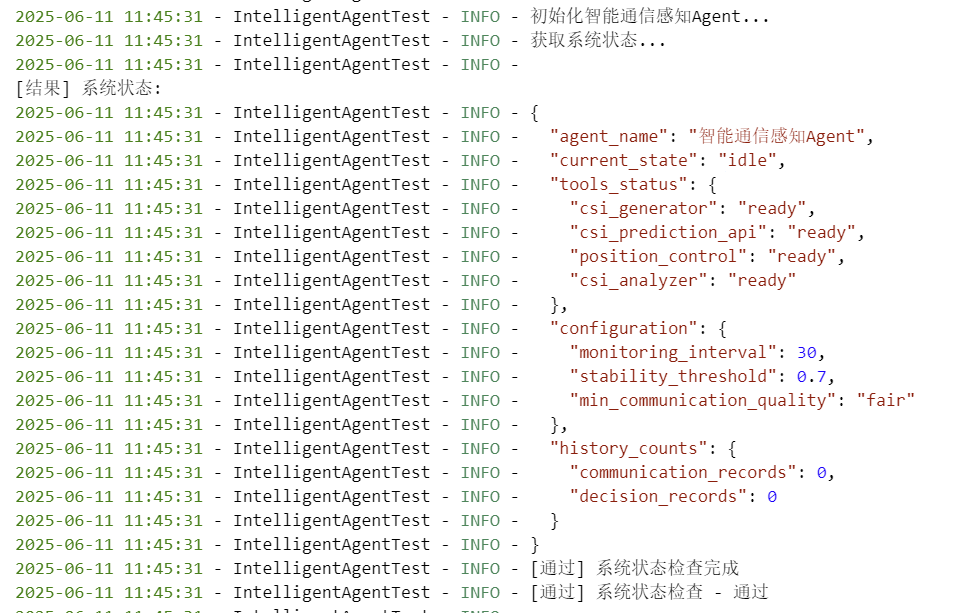 2025-06-11 11:45:31 - IntelligentAgentTest - INFO - 初始化智能通信感知Agent...
2025-06-11 11:45:31 - IntelligentAgentTest - INFO - 获取系统状态...
2025-06-11 11:45:31 - IntelligentAgentTest - INFO -
[结果] 系统状态:
2025-06-11 11:45:31 - IntelligentAgentTest - INFO - {
2025-06-11 11:45:31 - IntelligentAgentTest - INFO -   "agent_name": "智能通信感知Agent",
2025-06-11 11:45:31 - IntelligentAgentTest - INFO -   "current_state": "idle",
2025-06-11 11:45:31 - IntelligentAgentTest - INFO -   "tools_status": {
2025-06-11 11:45:31 - IntelligentAgentTest - INFO -     "csi_generator": "ready",
2025-06-11 11:45:31 - IntelligentAgentTest - INFO -     "csi_prediction_api": "ready",
2025-06-11 11:45:31 - IntelligentAgentTest - INFO -     "position_control": "ready",
2025-06-11 11:45:31 - IntelligentAgentTest - INFO -     "csi_analyzer": "ready"
2025-06-11 11:45:31 - IntelligentAgentTest - INFO -   },
2025-06-11 11:45:31 - IntelligentAgentTest - INFO -   "configuration": {
2025-06-11 11:45:31 - IntelligentAgentTest - INFO -     "monitoring_interval": 30,
2025-06-11 11:45:31 - IntelligentAgentTest - INFO -     "stability_threshold": 0.7,
2025-06-11 11:45:31 - IntelligentAgentTest - INFO -     "min_communication_quality": "fair"
2025-06-11 11:45:31 - IntelligentAgentTest - INFO -   },
2025-06-11 11:45:31 - IntelligentAgentTest - INFO -   "history_counts": {
2025-06-11 11:45:31 - IntelligentAgentTest - INFO -     "communication_records": 0,
2025-06-11 11:45:31 - IntelligentAgentTest - INFO -     "decision_records": 0
2025-06-11 11:45:31 - IntelligentAgentTest - INFO -   }
2025-06-11 11:45:31 - IntelligentAgentTest - INFO - }
2025-06-11 11:45:31 - IntelligentAgentTest - INFO - [通过] 系统状态检查完成
2025-06-11 11:45:31 - IntelligentAgentTest - INFO - [通过] 系统状态检查 - 通过